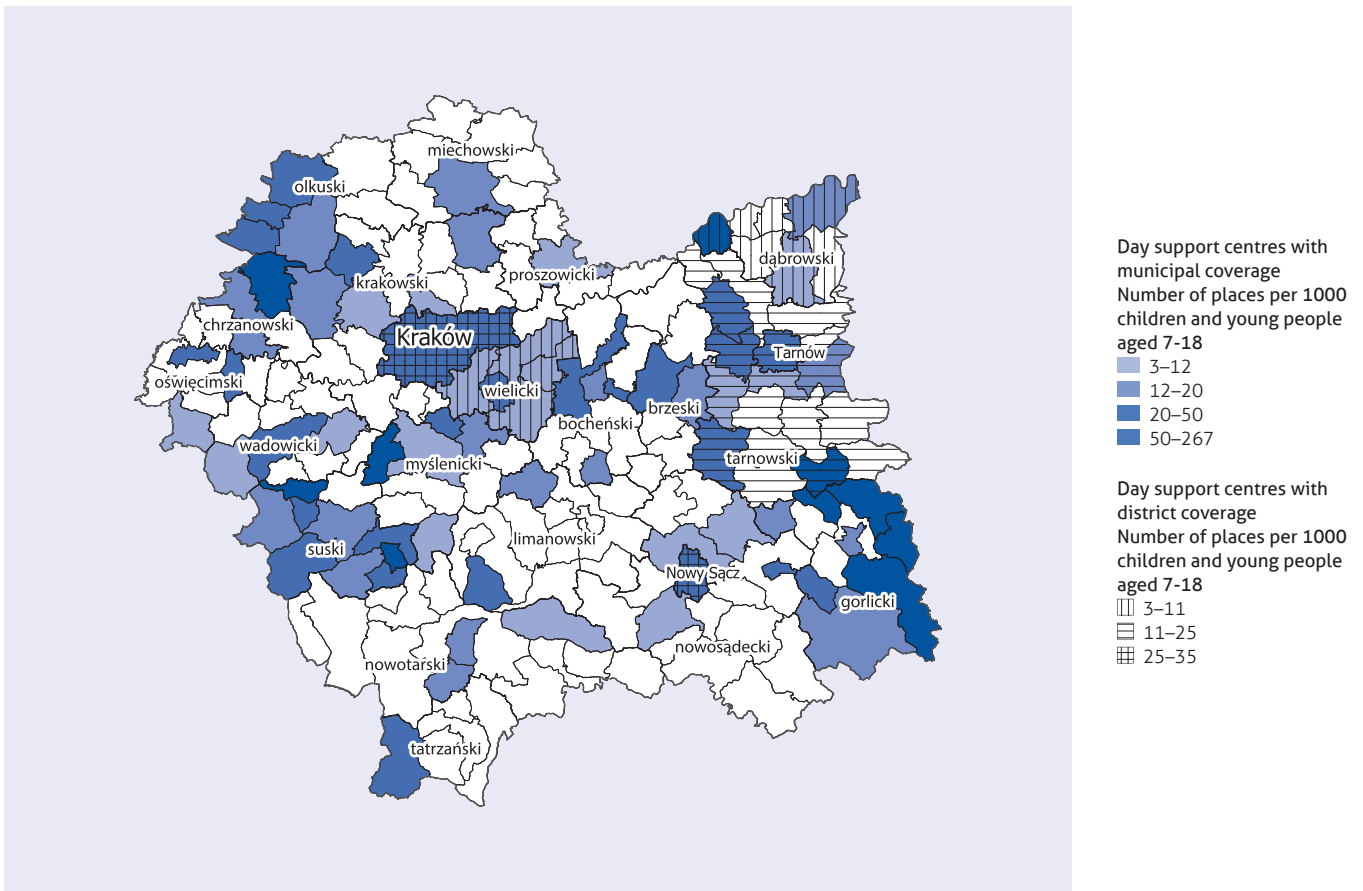 miechowski
olkuski
dąbrowski
proszowicki
krakowski
chrzanowski
Kraków
Tarnów
oświęcimski
wielicki
brzeski
bocheński
wadowicki
myślenicki
tarnowski
limanowski
suski
Nowy Sącz
gorlicki
nowosądecki
nowotarski
tatrzański
Day support centres with
municipal coverage
Number of places per 1000
children and young people
aged 7-18
3–12
12–20
20–50
50–267
Day support centres with
district coverage
Number of places per 1000
children and young people
aged 7-18
3–11
11–25
25–35